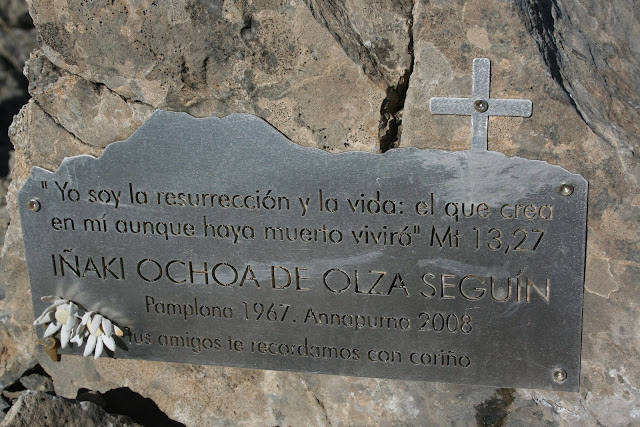 "Yo soy la resurrección y la vida: el que crea
en mí aunque haya muerto vivirá" Mt 13,27
IÑAKI OCHOA DE OLZA SEGUÍN
Pamplona 1967. Annapurna 2008
Tus amigos te recordamos con cariño